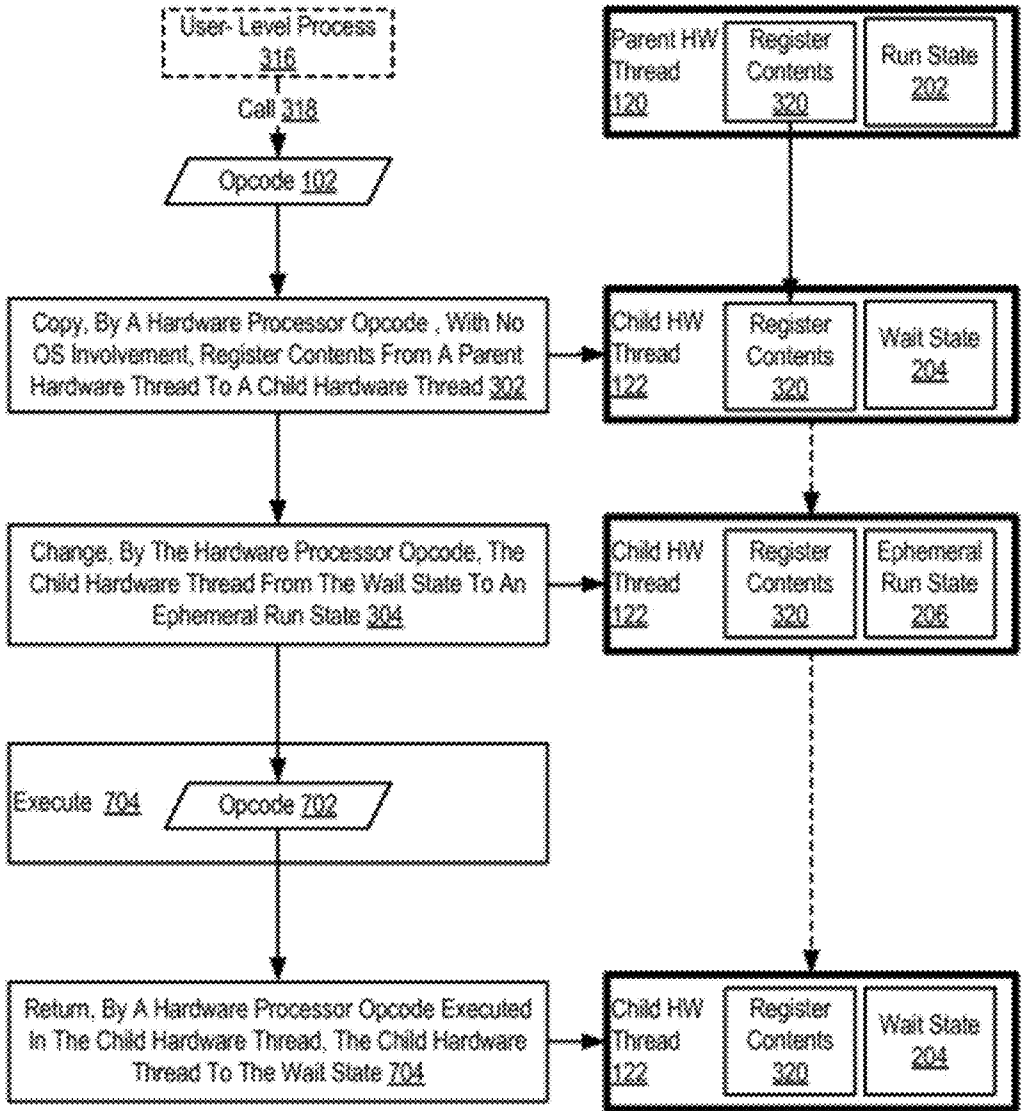 User- Level Process
316
Call 318
Opcode 102
Parent HW
Thread
120
Register
Contents
320
Run State
202
Copy, By A Hardware Processor Opcode , With No
OS Involvement, Register Contents From A Parent
Hardware Thread To A Child Hardware Thread 302
Child HW
Thread
122
Register
Contents
320
Wait State
204
Change, By The Hardware Processor Opcode, The
Child Hardware Thread From The Wait State To An
Ephemeral Run State 304
Child HW
Thread
122
Register
Contents
320
Ephemeral
Run State
206
Execute 704
Opcode 702
Return, By A Hardware Processor Opcode Executed
In The Child Hardware Thread, The Child Hardware
Thread To The Wait State 704
Child HW
Thread
122
Register
Contents
320
Wait State
204